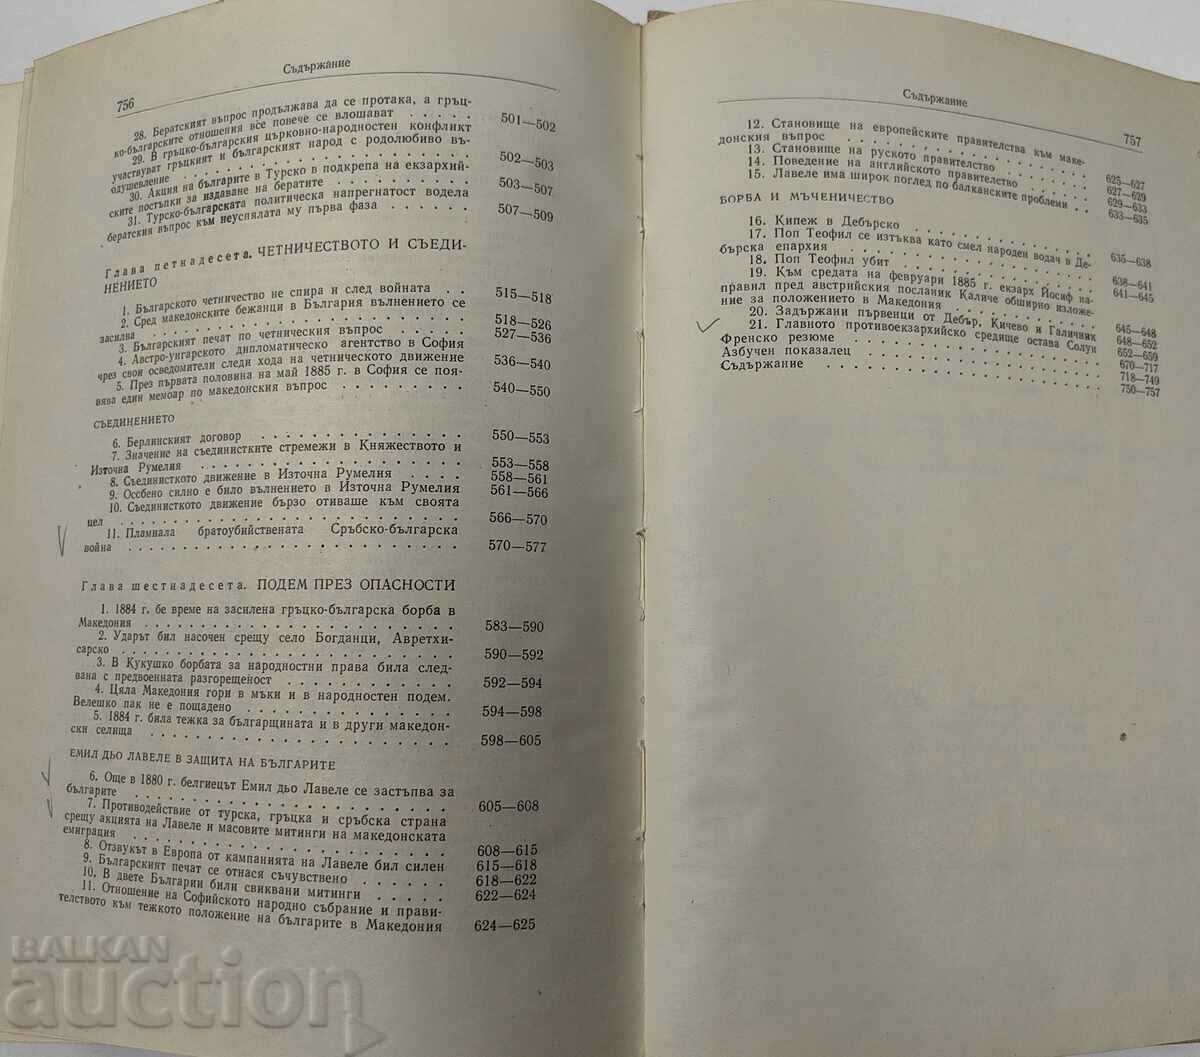 Съдържание
756
28. Бератският въпрос продължава да се протака, а гръц-
ко-българските отношения все повече се влошават . . . . . 501—502
29. В гръцко-българския църковно-народностен конфликт
участвуват гръцкият и българският народ с родолюбиво въ-
одушевление . . . . . . . . . . . . . . . . 502—503
30. Акция на българите в Турско в подкрепа на екзархий-
ските постъпки за издаване на бератите . . . . . . . 503—507
31. Турско-българската политическа напрегнатост водела
бератския въпрос към неуспялата му първа фаза . . . . . 507—509
Глава петнадесета. ЧЕТНИЧЕСТВОТО И СЪЕДИ-
НЕНИЕТО
1. Българското четничество не спира и след войната . . 515—518
2. Сред македонските бежанци в България вълнението се
засилва . . . . . . . . . . . . . . . . . 518—526
3. Българският печат по четническия въпрос . . . . . 527—536
4. Австро-унгарското дипломатическо агентство в София
чрез свои осведомители следи хода на четническото движение 536—540
5. През първата половина на май 1885 г. в София се поя-
вява един мемоар по македонския въпрос . . . . . . . 540—550
СЪЕДИНЕНИЕТО
6. Берлинският договор . . . . . . . . . . . . 550—553
7. Значение на съединистките стремежи в Княжеството и
Източна Румелия . . . . . . . . . . . . . . . 553—558
8. Съединисткото движение в Източна Румелия . . . . 558—561
9. Оссбено силно е било вълнението в Източна Румелия 561—566
10. Съединисткото движение бързо отиваше към своята
цел . . . . . . . . . . . . . . . . . . . 566—570
11. Пламнала братоубийствената Сръбско-българска
война . . . . . . . . . . . . . . . . . . 570—577
Глава шестнадесета. ПОДЕМ ПРЕЗ ОПАСНОСТИ
1. 1884 г. бе време на засилена гръцко-българска борба в
Македония . . . . . . . . . . . . . . . . . 583—590
2. Ударът бил насочен срещу село Богданци, Авретхи-
сарско . . . . . . . . . . . . . . . . . . 590—592
3. В Кукушко борбата за народностни права била след-
вана с предвоенната разгорещеност . . . . . . . . . 592—594
4. Цяла Македония гори в мъки и в народностен подем.
Велешко пак не е пощадено . . . . . . . . . . . 594—598
5. 1884 г. била тежка за българщината и в други македон-
ски селища . . . . . . . . . . . . . . . . . 598—605
ЕМИЛ ДЬО ЛАВЕЛЕ В ЗАЩИТА НА БЪЛГАРИТЕ
6. Още в 1880 г. белгиецът Емил дьо Лавеле се застъпва за
българите . . . . . . . . . . . . . . . . . 605—608
7. Противодействие от турска, гръцка и сръбска страна
срещу акцията на Лавеле и масовите митинги на македонската
емиграция . . . . . . . . . . . . . . . . . 608—615
8. Отзвукът в Европа от кампанията на Лавеле бил силен 615—618
9. Българският печат се отнася съчувствено . . . . . . 618—622
10. В двете Българии били свиквани митинги . . . . . 622—624
11. Отношение на Софийското народно събрание и прави-
телството към тежкото положение на българите в Македония 624—625
Съдържание
757
12. Становище на европейските правителства към маке-
донския въпрос . . . . . . . . . . . . . . . 625—627
13. Становище на руското правителство . . . . . . . 627—629
14. Поведение на английското правителство . . . . . . 629—633
15. Лавеле има широк поглед по балканските проблеми . . 633—635
БОРБА И МЪЧЕНИЧЕСТВО
16. Кипеж в Дебърско . . . . . . . . . . . . . 635—638
17. Поп Теофил се изтъква като смел народен водач в Де-
бърска епархия . . . . . . . . . . . . . . . 638—641
18. Поп Теофил убит . . . . . . . . . . . . . 641—645
19. Към средата на февруари 1885 г. екзарх Йосиф на-
правил пред австрийския посланик Каличе обширно изложе-
ние за положението в Македония . . . . . . . . . . 645—648
20. Задържани първенци от Дебър, Кичево и Галичник 648—652
21. Главното противоекзархийско средище остава Солун 652—659
Френско резюме . . . . . . . . . . . . . . . 670—717
Азбучен показалец . . . . . . . . . . . . . . 718—749
Съдържание . . . . . . . . . . . . . . . . 750—757
BALKAN
auction